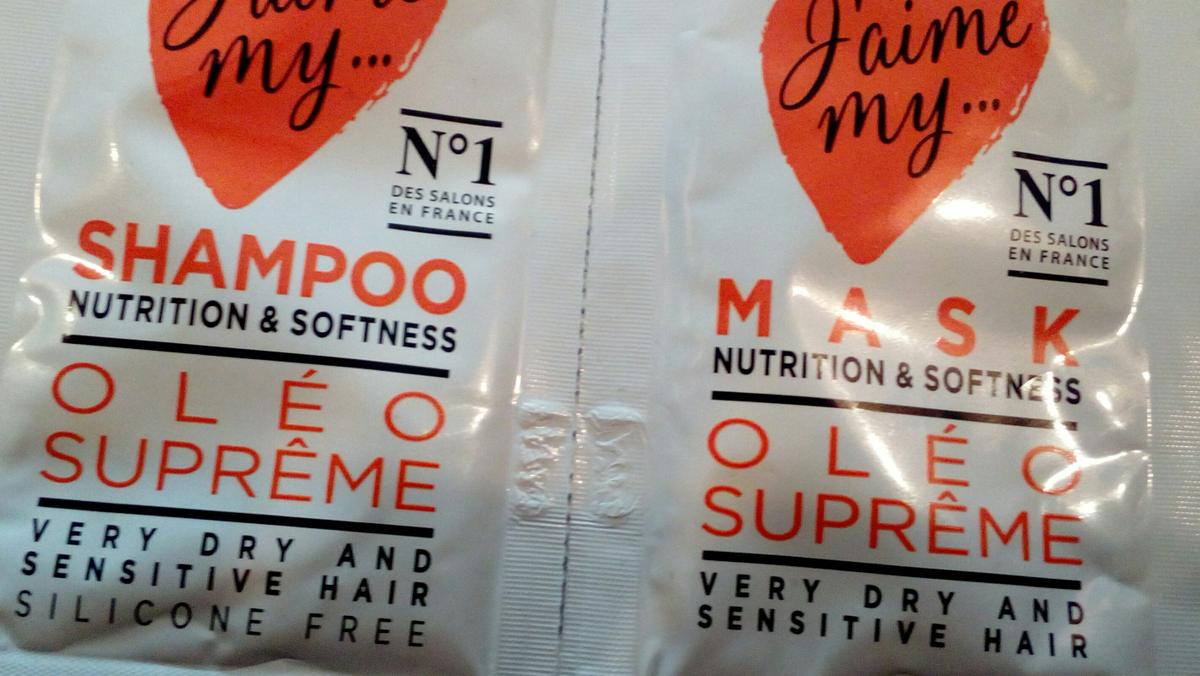 J'aime
my...
N°1
DES SALONS
EN FRANCE
SHAMPOO
NUTRITION & SOFTNESS
OLÉO
SUPRÊME
VERY DRY AND
SENSITIVE HAIR
SILICONE FREE
J'aime
my...
N°1
DES SALONS
EN FRANCE
MASK
NUTRITION & SOFTNESS
OLÉO
SUPRÊME
VERY DRY AND
SENSITIVE HAIR